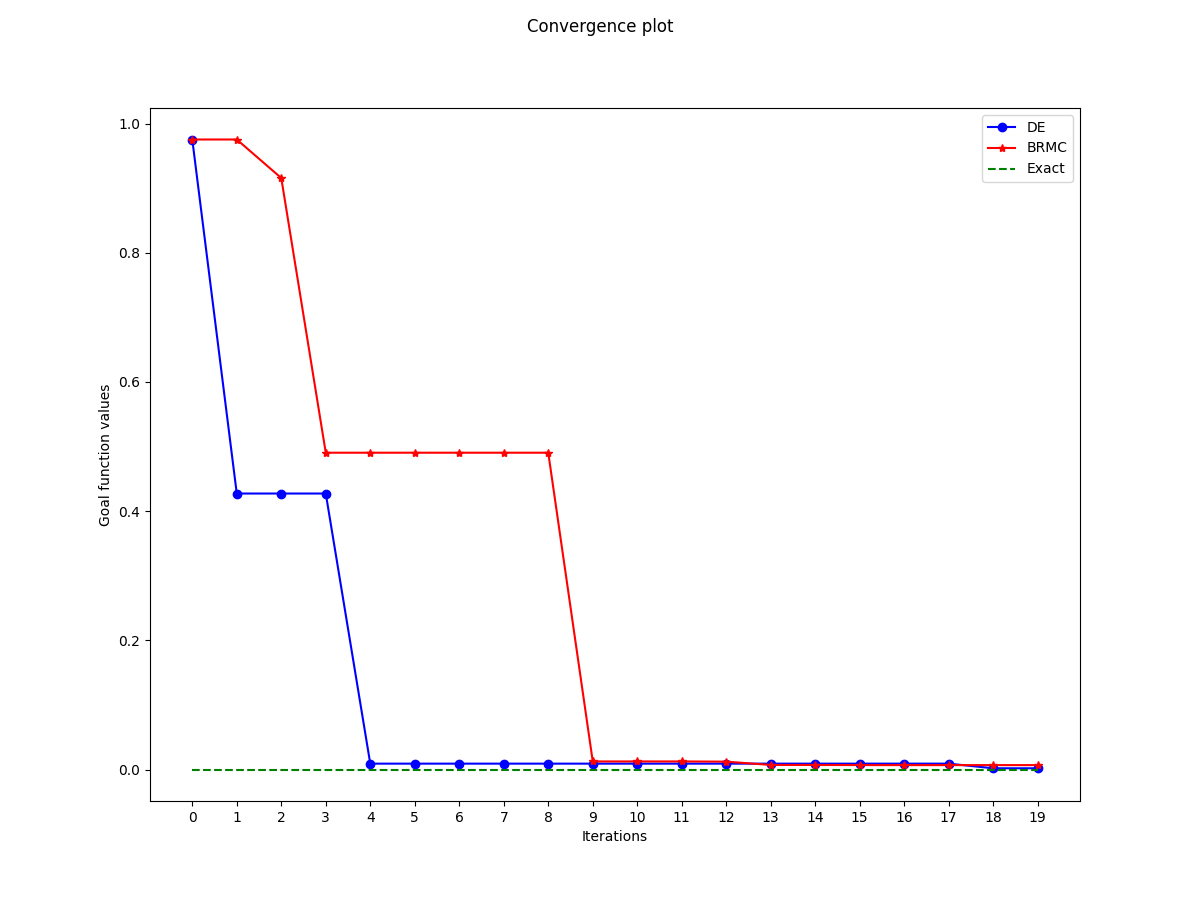 Convergence plot
1.0
0.8
0.6
0.4
0.2
0.0
Goal function values
DE
BRMC
Exact
0 1 2 3 4 5 6 7 8 9 10 11 12 13 14 15 16 17 18 19
Iterations